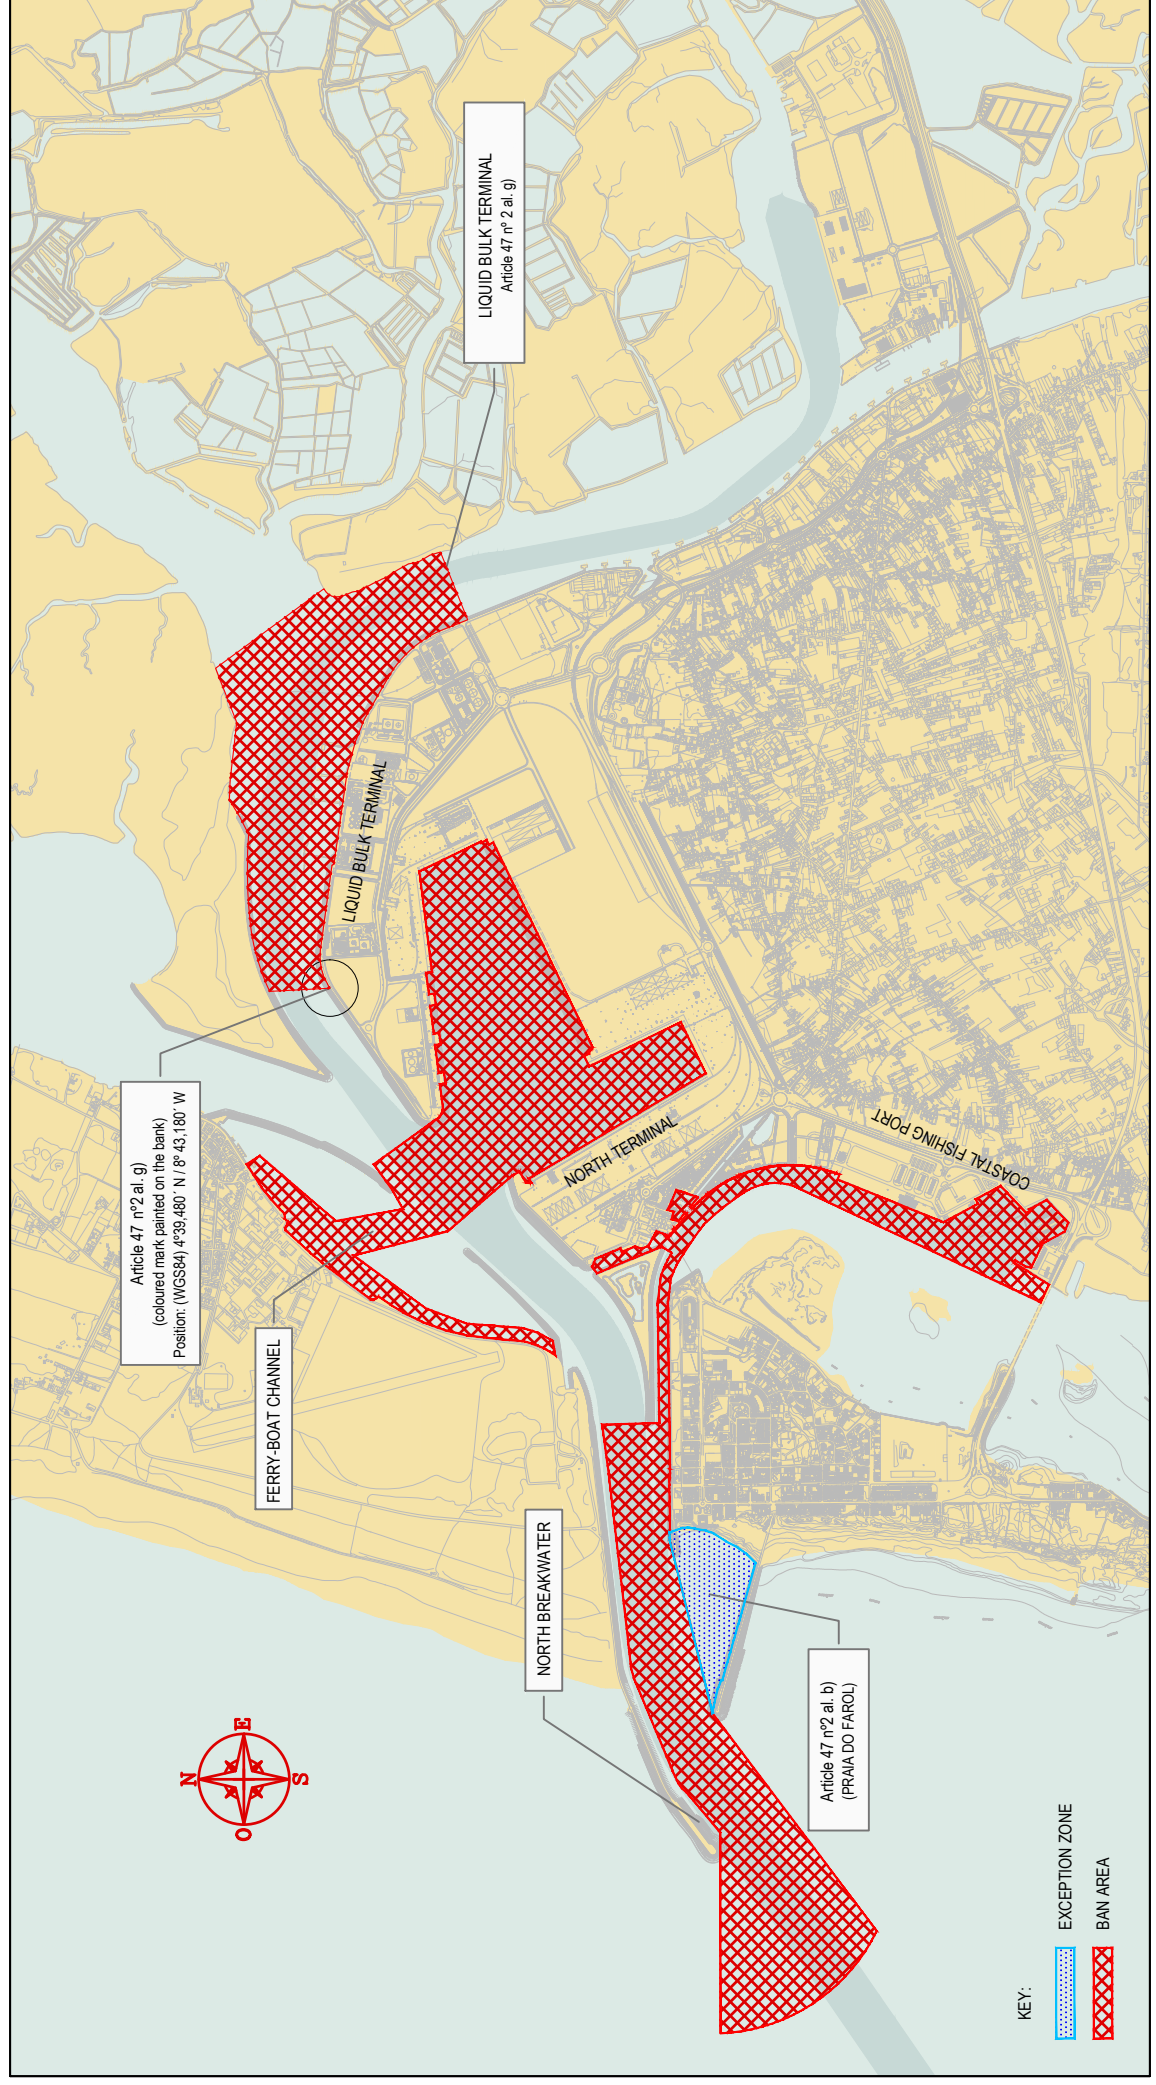 Article 47 nº2 al. g)
(coloured mark painted on the bank)
Position: (WGS84) 4º39,480´ N / 8º 43,180´ W
LIQUID BULK TERMINAL
Article 47 nº 2 al. g)
FERRY-BOAT CHANNEL
LIQUID BULK TERMINAL
NORTH BREAKWATER
NORTH TERMINAL
COASTAL FISHING PORT
Article 47 nº2 al. b)
(PRAIA DO FAROL)
N
O
E
S
KEY:
EXCEPTION ZONE
BAN AREA